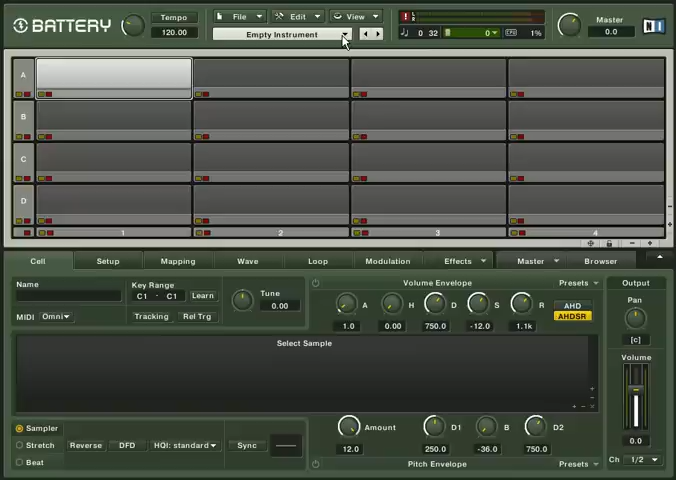 BATTERY
Tempo
120.00
File
Edit
View
Empty Instrument
L
R
0 32
0
CPU
1%
Master
0.0
NI
A
B
C
D
1 2 3 4
Cell
Setup
Mapping
Wave
Loop
Modulation
Effects
Master
Browser
Name
Key Range
C1 - C1
Learn
MIDI Omni
Tracking
Rel Trg
Tune
0.00
Volume Envelope
Presets
A
H
D
S
R
1.0
0.00
750.0
-12.0
1.1k
AHD
AHDSR
Output
Pan
[c]
Volume
0.0
Ch 1/2
Select Sample
Sampler
Stretch
Beat
Reverse
DFD
HQI: standard
Sync
Amount
D1
B
D2
12.0
250.0
-36.0
750.0
Pitch Envelope
Presets